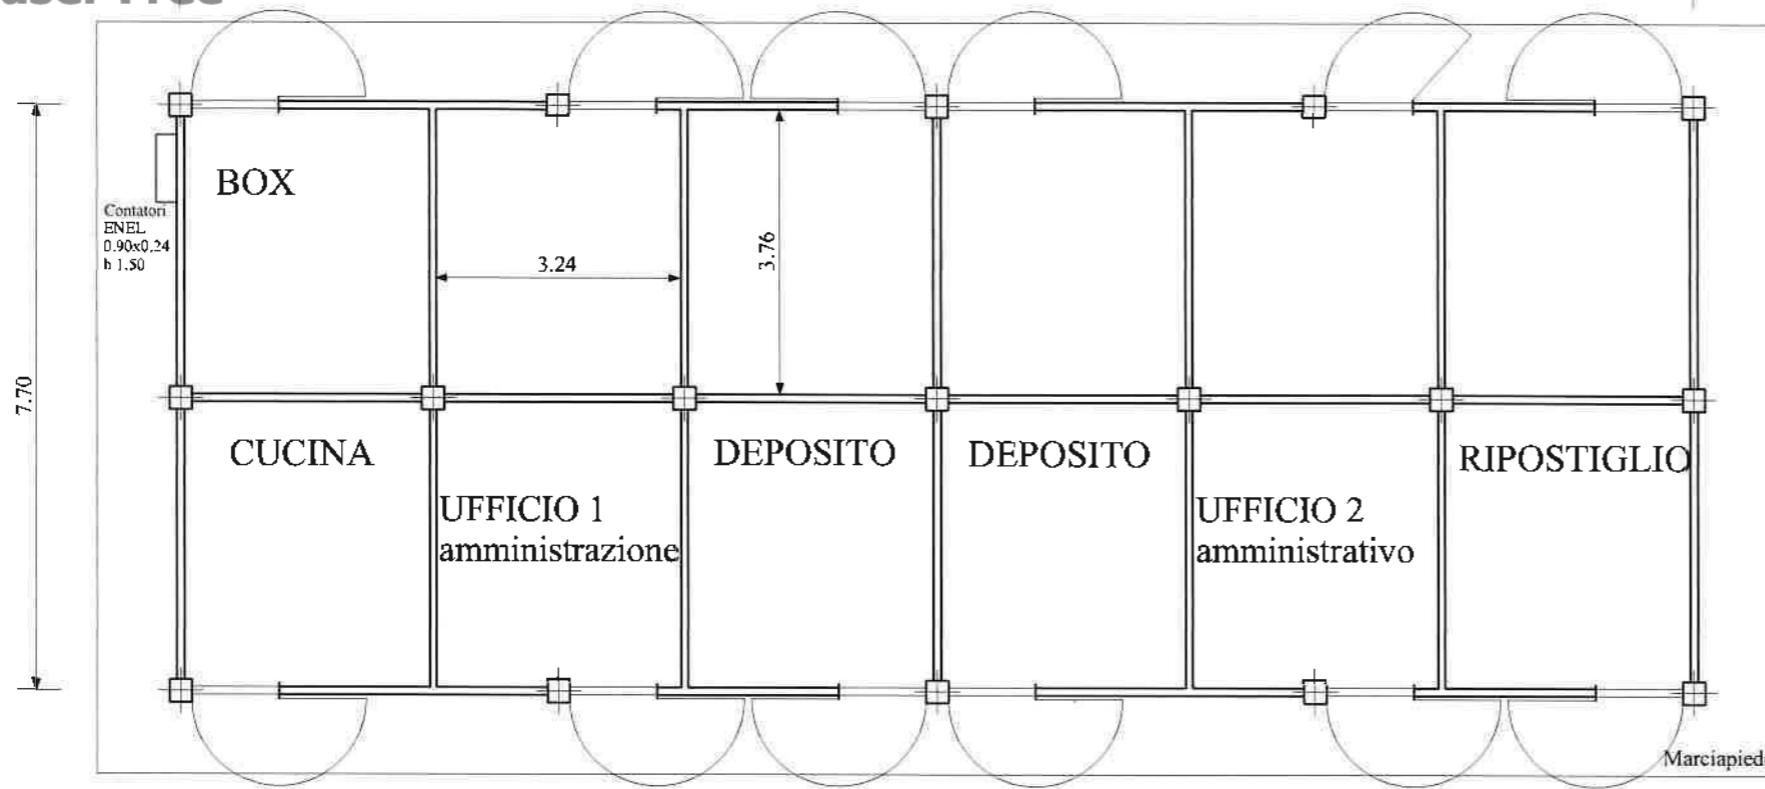 BOX
Contatori
ENEL
0.90x0.24
h 1.50
3.24
3.76
7.70
CUCINA
DEPOSITO
DEPOSITO
RIPOSTIGLIO
UFFICIO 1
amministrazione
UFFICIO 2
amministrativo